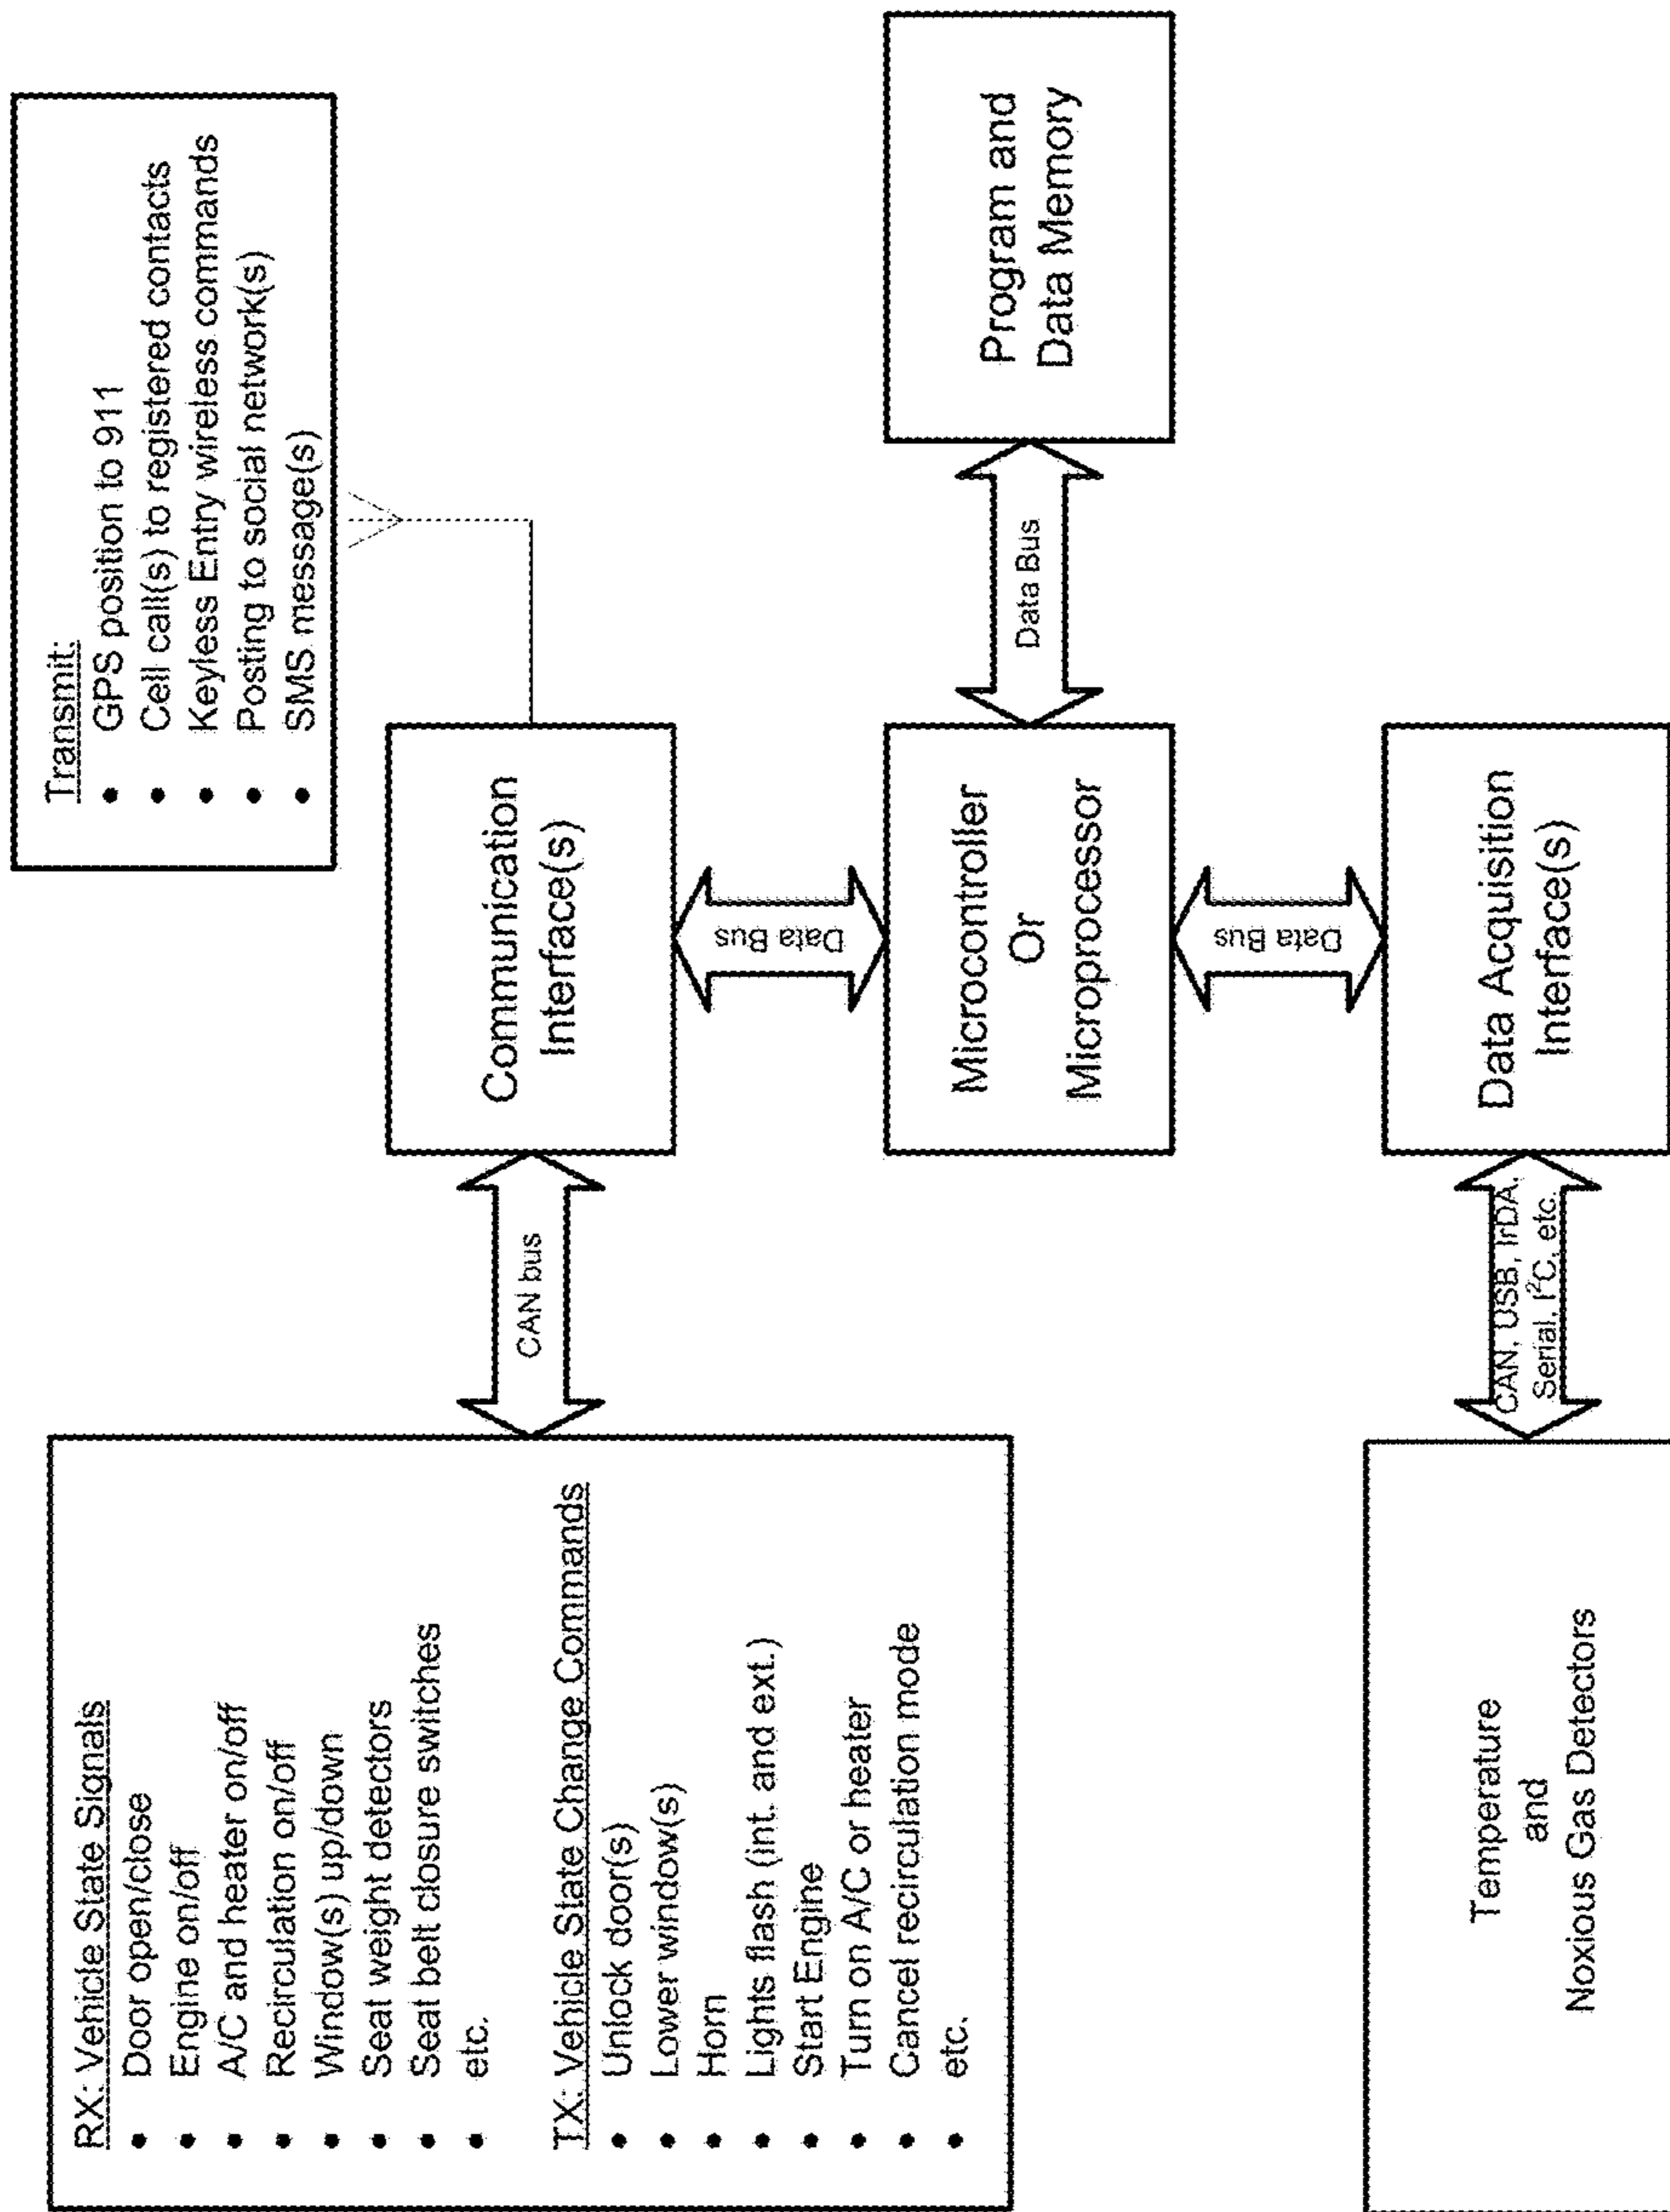 RX: Vehicle State Signals
• Door open/close
• Engine on/off
• A/C and heater on/off
• Recirculation on/off
• Window(s) up/down
• Seat weight detectors
• Seat belt closure switches
• etc.
TX: Vehicle State Change Commands
• Unlock door(s)
• Lower window(s)
• Horn
• Lights flash (int. and ext.)
• Start Engine
• Turn on A/C or heater
• Cancel recirculation mode
• etc.
CAN bus
Communication
Interface(s)
Transmit:
• GPS position to 911
• Cell call(s) to registered contacts
• Keyless Entry wireless commands
• Posting to social network(s)
• SMS message(s)
Data Bus
Microcontroller
Or
Microprocessor
Data Bus
Program and
Data Memory
Data Bus
Temperature
and
Noxious Gas Detectors
CAN, USB, IrDA,
Serial, I²C, etc.
Data Acquisition
Interface(s)